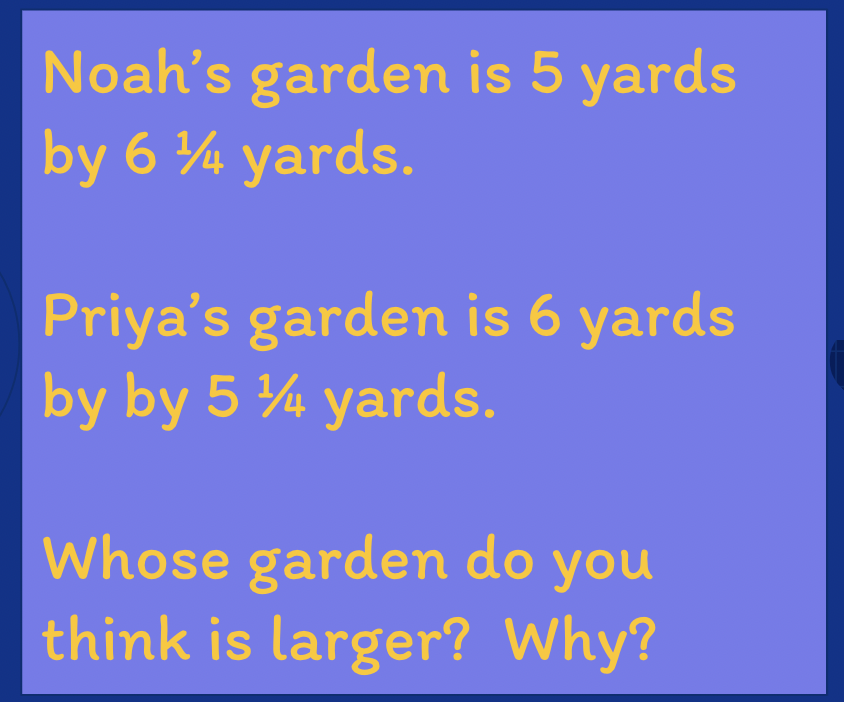 Noah’s garden is 5 yards
by 6 ¼ yards.
Priya’s garden is 6 yards
by by 5 ¼ yards.
Whose garden do you
think is larger?  Why?